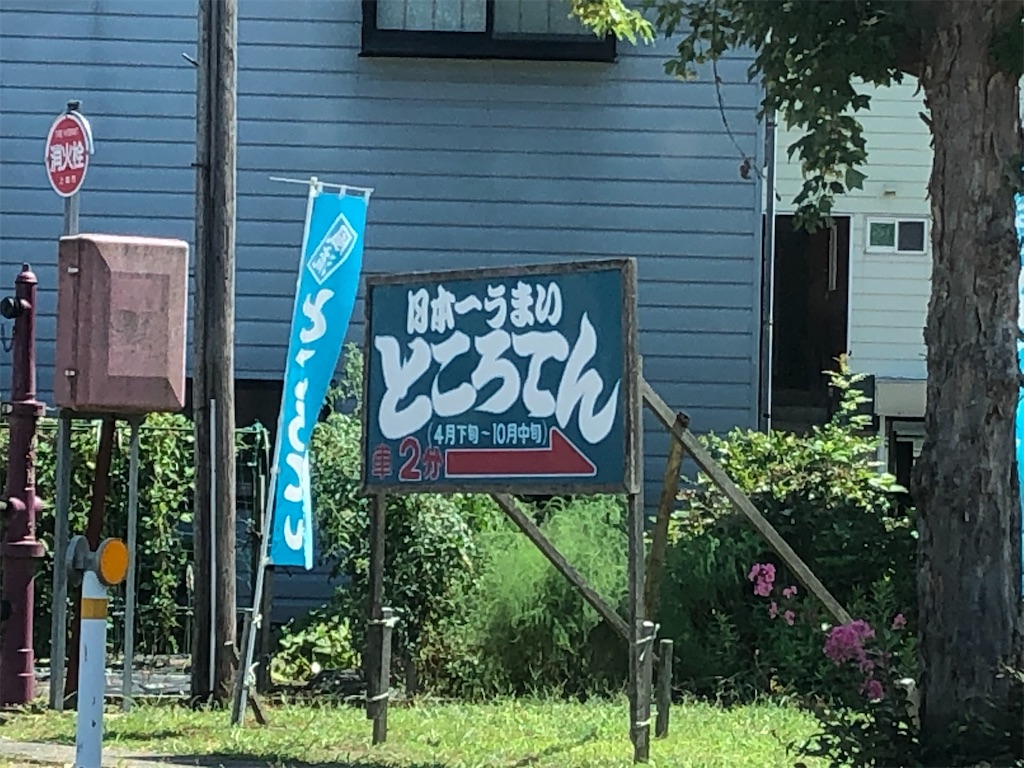 消火栓
日本一うまい
ところてん
(4月下旬~10月中旬)
車2分